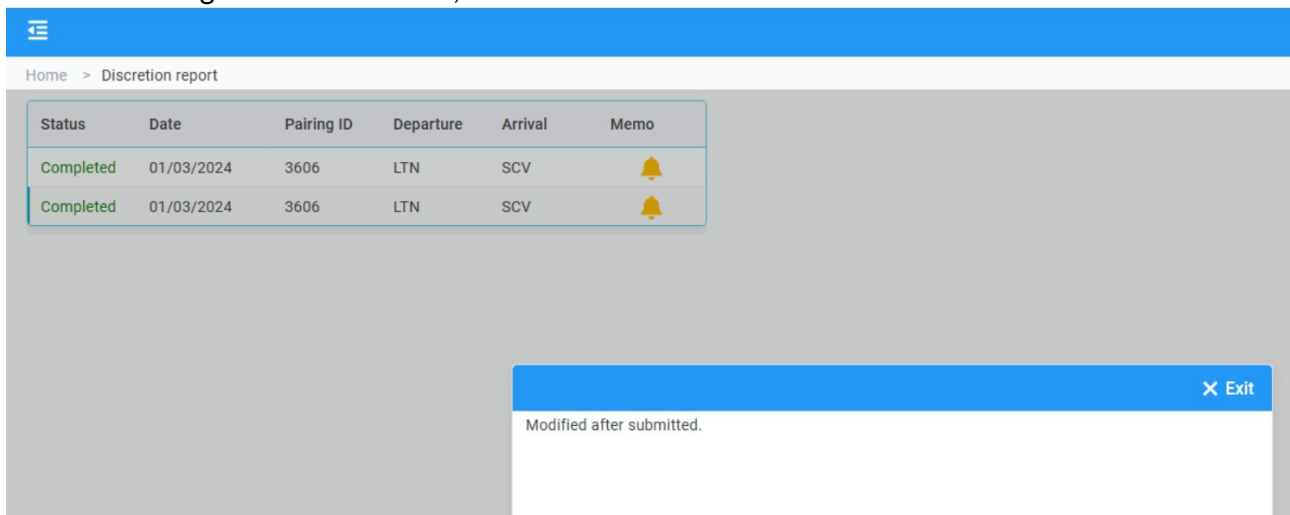 Home > Discretion report
Status Date Pairing ID Departure Arrival Memo
Completed 01/03/2024 3606 LTN SCV
Completed 01/03/2024 3606 LTN SCV
Exit
Modified after submitted.